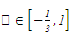 □ ∈ [-1/3, 1]